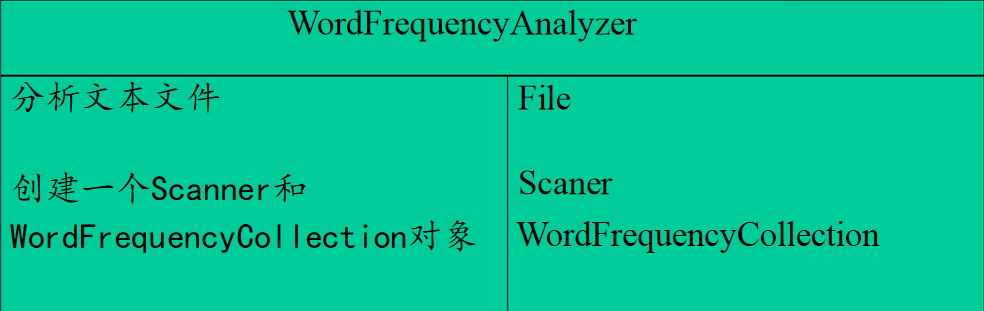 WordFrequencyAnalyzer
分析文本文件
File
创建一个Scanner和
Scaner
WordFrequencyCollection对象
WordFrequencyCollection